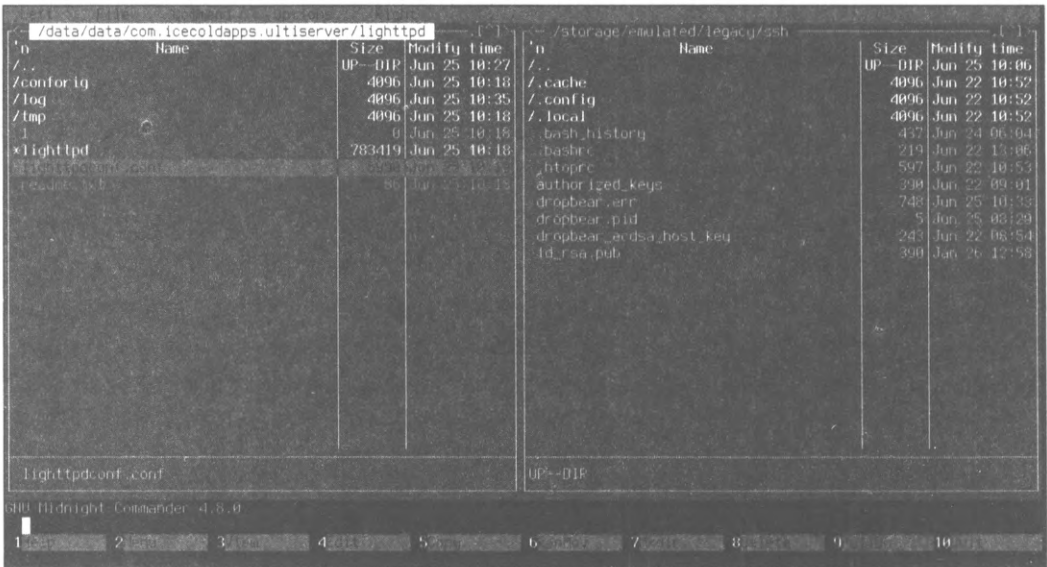 /data/data/com.icecoldapps.ultiserver/lighttpd .[^]> /storage/emulated/legacy/ssh .[^]>
'n Name Size Modify time 'n Name Size Modify time
/.. UP--DIR Jun 25 10:27 /.. UP--DIR Jun 25 10:06
/conforig 4096 Jun 25 10:18 /.cache 4096 Jun 22 10:52
/log 4096 Jun 25 10:35 /.config 4096 Jun 22 10:52
/tmp 4096 Jun 25 10:18 /.local 4096 Jun 22 10:52
1 0 Jun 25 10:18 .bash_history 437 Jun 24 06:04
*lighttpd 783419 Jun 25 10:18 .bashrc 219 Jun 22 13:06
.htoprc 597 Jun 22 10:53
86 Jun 25 10:18 authorized_keys 390 Jun 22 09:01
dropbear.err 748 Jun 25 10:33
dropbear.pid 5 Jun 25 08:29
dropbear_ecdsa_host_key 243 Jun 22 08:54
id_rsa.pub 390 Jan 26 12:58
lighttpdconf.conf UP--DIR
GNU Midnight Commander 4.8.0
1 2 3 4 5 6 7 8 9 10